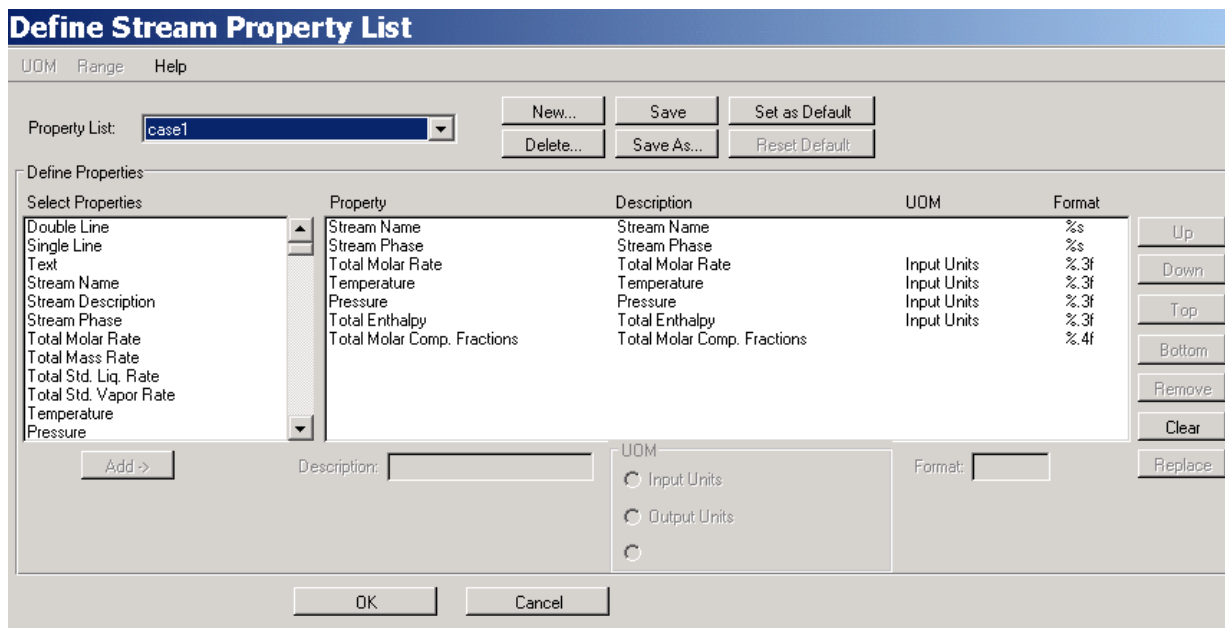 Define Stream Property List
UOM Range Help
New... Save Set as Default
Property List: case1
Delete... Save As... Reset Default
Define Properties
Select Properties Property Description UOM Format
Double Line Stream Name Stream Name %s Up
Single Line Stream Phase Stream Phase %s
Text Total Molar Rate Total Molar Rate Input Units %.3f Down
Stream Name Temperature Temperature Input Units %.3f
Stream Description Pressure Pressure Input Units %.3f Top
Stream Phase Total Enthalpy Total Enthalpy Input Units %.3f
Total Molar Rate Total Molar Comp. Fractions Total Molar Comp. Fractions %.4f
Total Mass Rate Bottom
Total Std. Liq. Rate
Total Std. Vapor Rate Remove
Temperature
Pressure Clear
UOM
Add -> Description: Format: Replace
Input Units
Output Units
OK Cancel